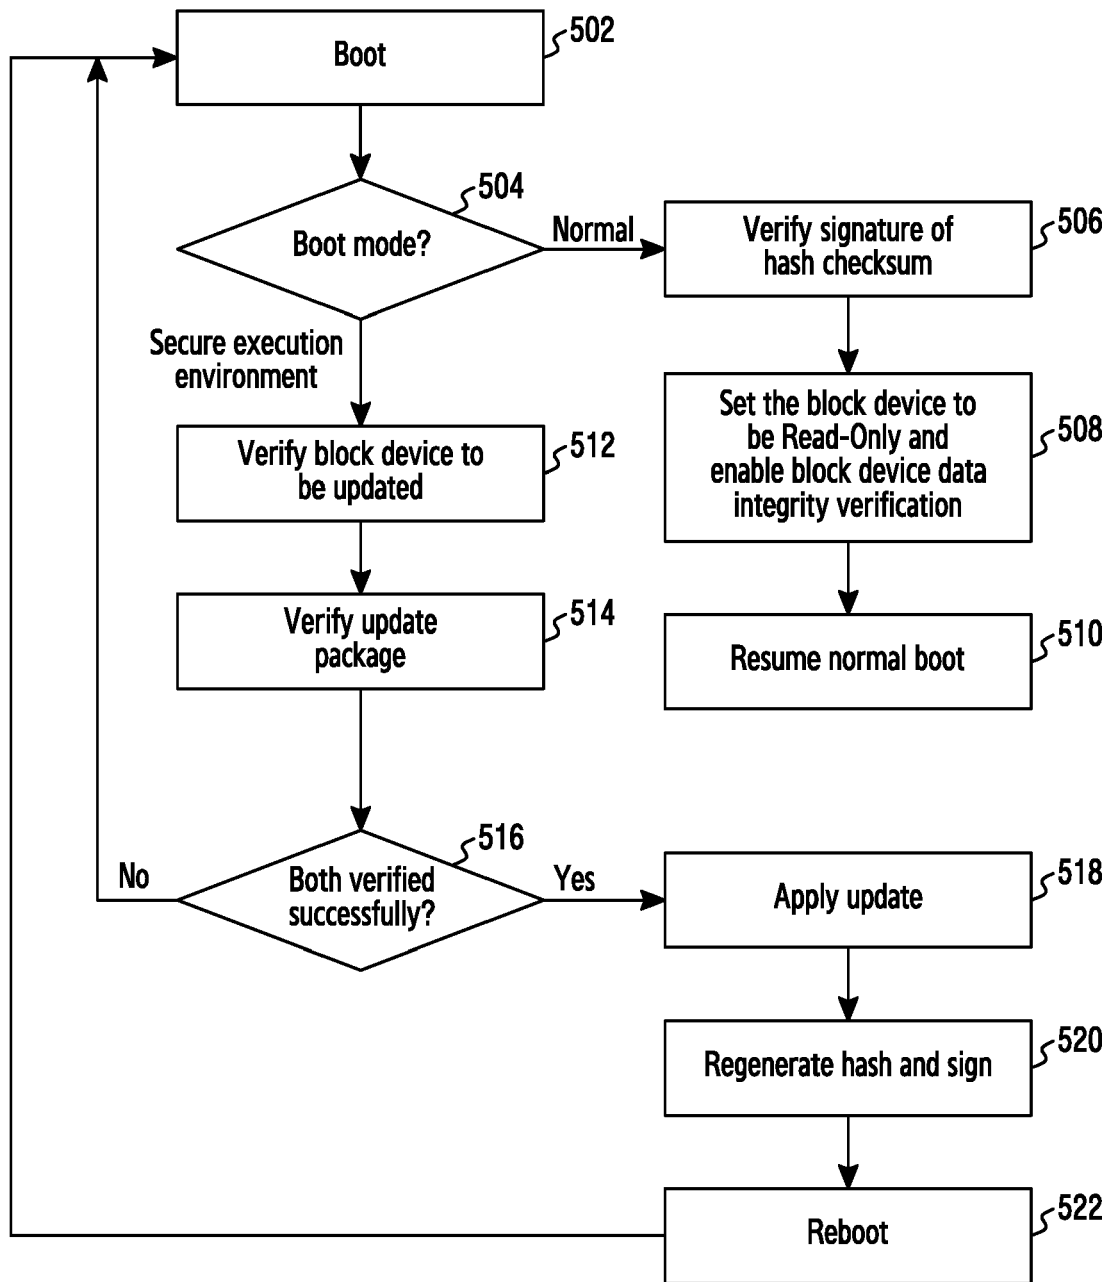 502
Boot
504
Boot mode?
Normal
Verify signature of
hash checksum
506
Secure execution
environment
Set the block device to
be Read-Only and
enable block device data
integrity verification
508
Verify block device to
be updated
512
Verify update
package
514
Resume normal boot
510
516
No
Both verified
successfully?
Yes
Apply update
518
Regenerate hash and sign
520
Reboot
522